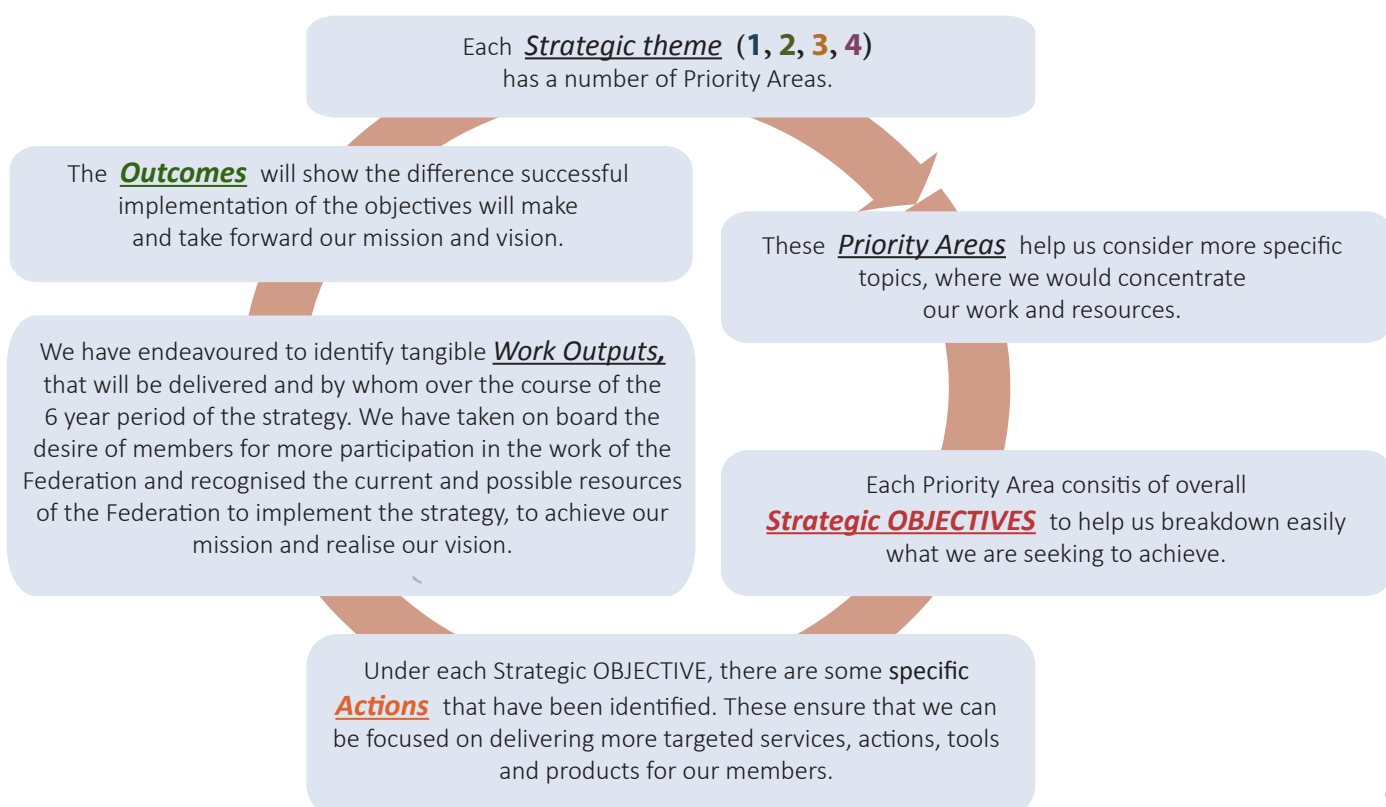 Each Strategic theme (1, 2, 3, 4)
has a number of Priority Areas.
These Priority Areas help us consider more specific
topics, where we would concentrate
our work and resources.
Each Priority Area consitis of overall
Strategic OBJECTIVES to help us breakdown easily
what we are seeking to achieve.
Under each Strategic OBJECTIVE, there are some specific
Actions that have been identified. These ensure that we can
be focused on delivering more targeted services, actions, tools
and products for our members.
We have endeavoured to identify tangible Work Outputs,
that will be delivered and by whom over the course of the
6 year period of the strategy. We have taken on board the
desire of members for more participation in the work of the
Federation and recognised the current and possible resources
of the Federation to implement the strategy, to achieve our
mission and realise our vision.
The Outcomes will show the difference successful
implementation of the objectives will make
and take forward our mission and vision.